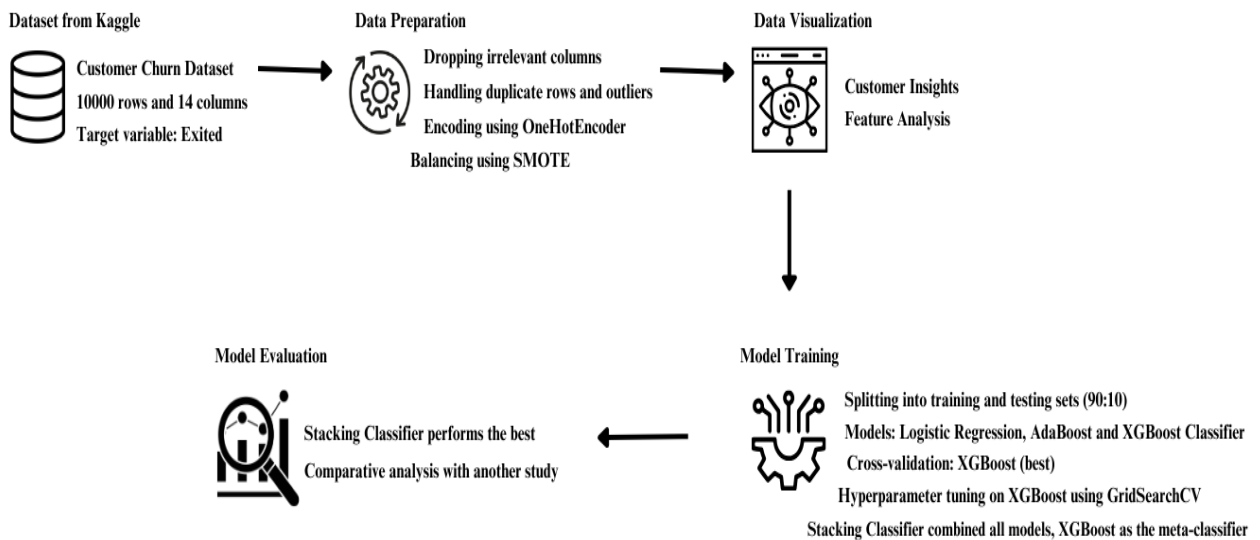 Dataset from Kaggle
Customer Churn Dataset
10000 rows and 14 columns
Target variable: Exited
Data Preparation
Dropping irrelevant columns
Handling duplicate rows and outliers
Encoding using OneHotEncoder
Balancing using SMOTE
Data Visualization
Customer Insights
Feature Analysis
Model Training
Splitting into training and testing sets (90:10)
Models: Logistic Regression, AdaBoost and XGBoost Classifier
Cross-validation: XGBoost (best)
Hyperparameter tuning on XGBoost using GridSearchCV
Stacking Classifier combined all models, XGBoost as the meta-classifier
Model Evaluation
Stacking Classifier performs the best
Comparative analysis with another study